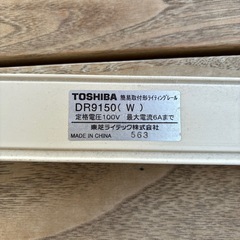 TOSHIBA 簡易取付形ライティングレール
DR9150(W)
定格電圧100V 最大電流6Aまで
東芝ライテック株式会社
MADE IN CHINA 563